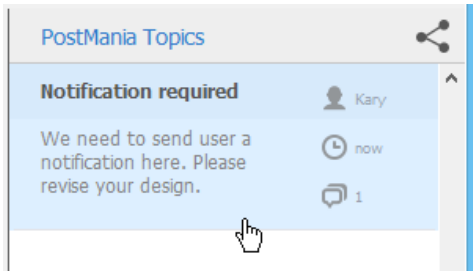 PostMania Topics
Notification required
Kary
We need to send user a
notification here. Please
revise your design.
now
1